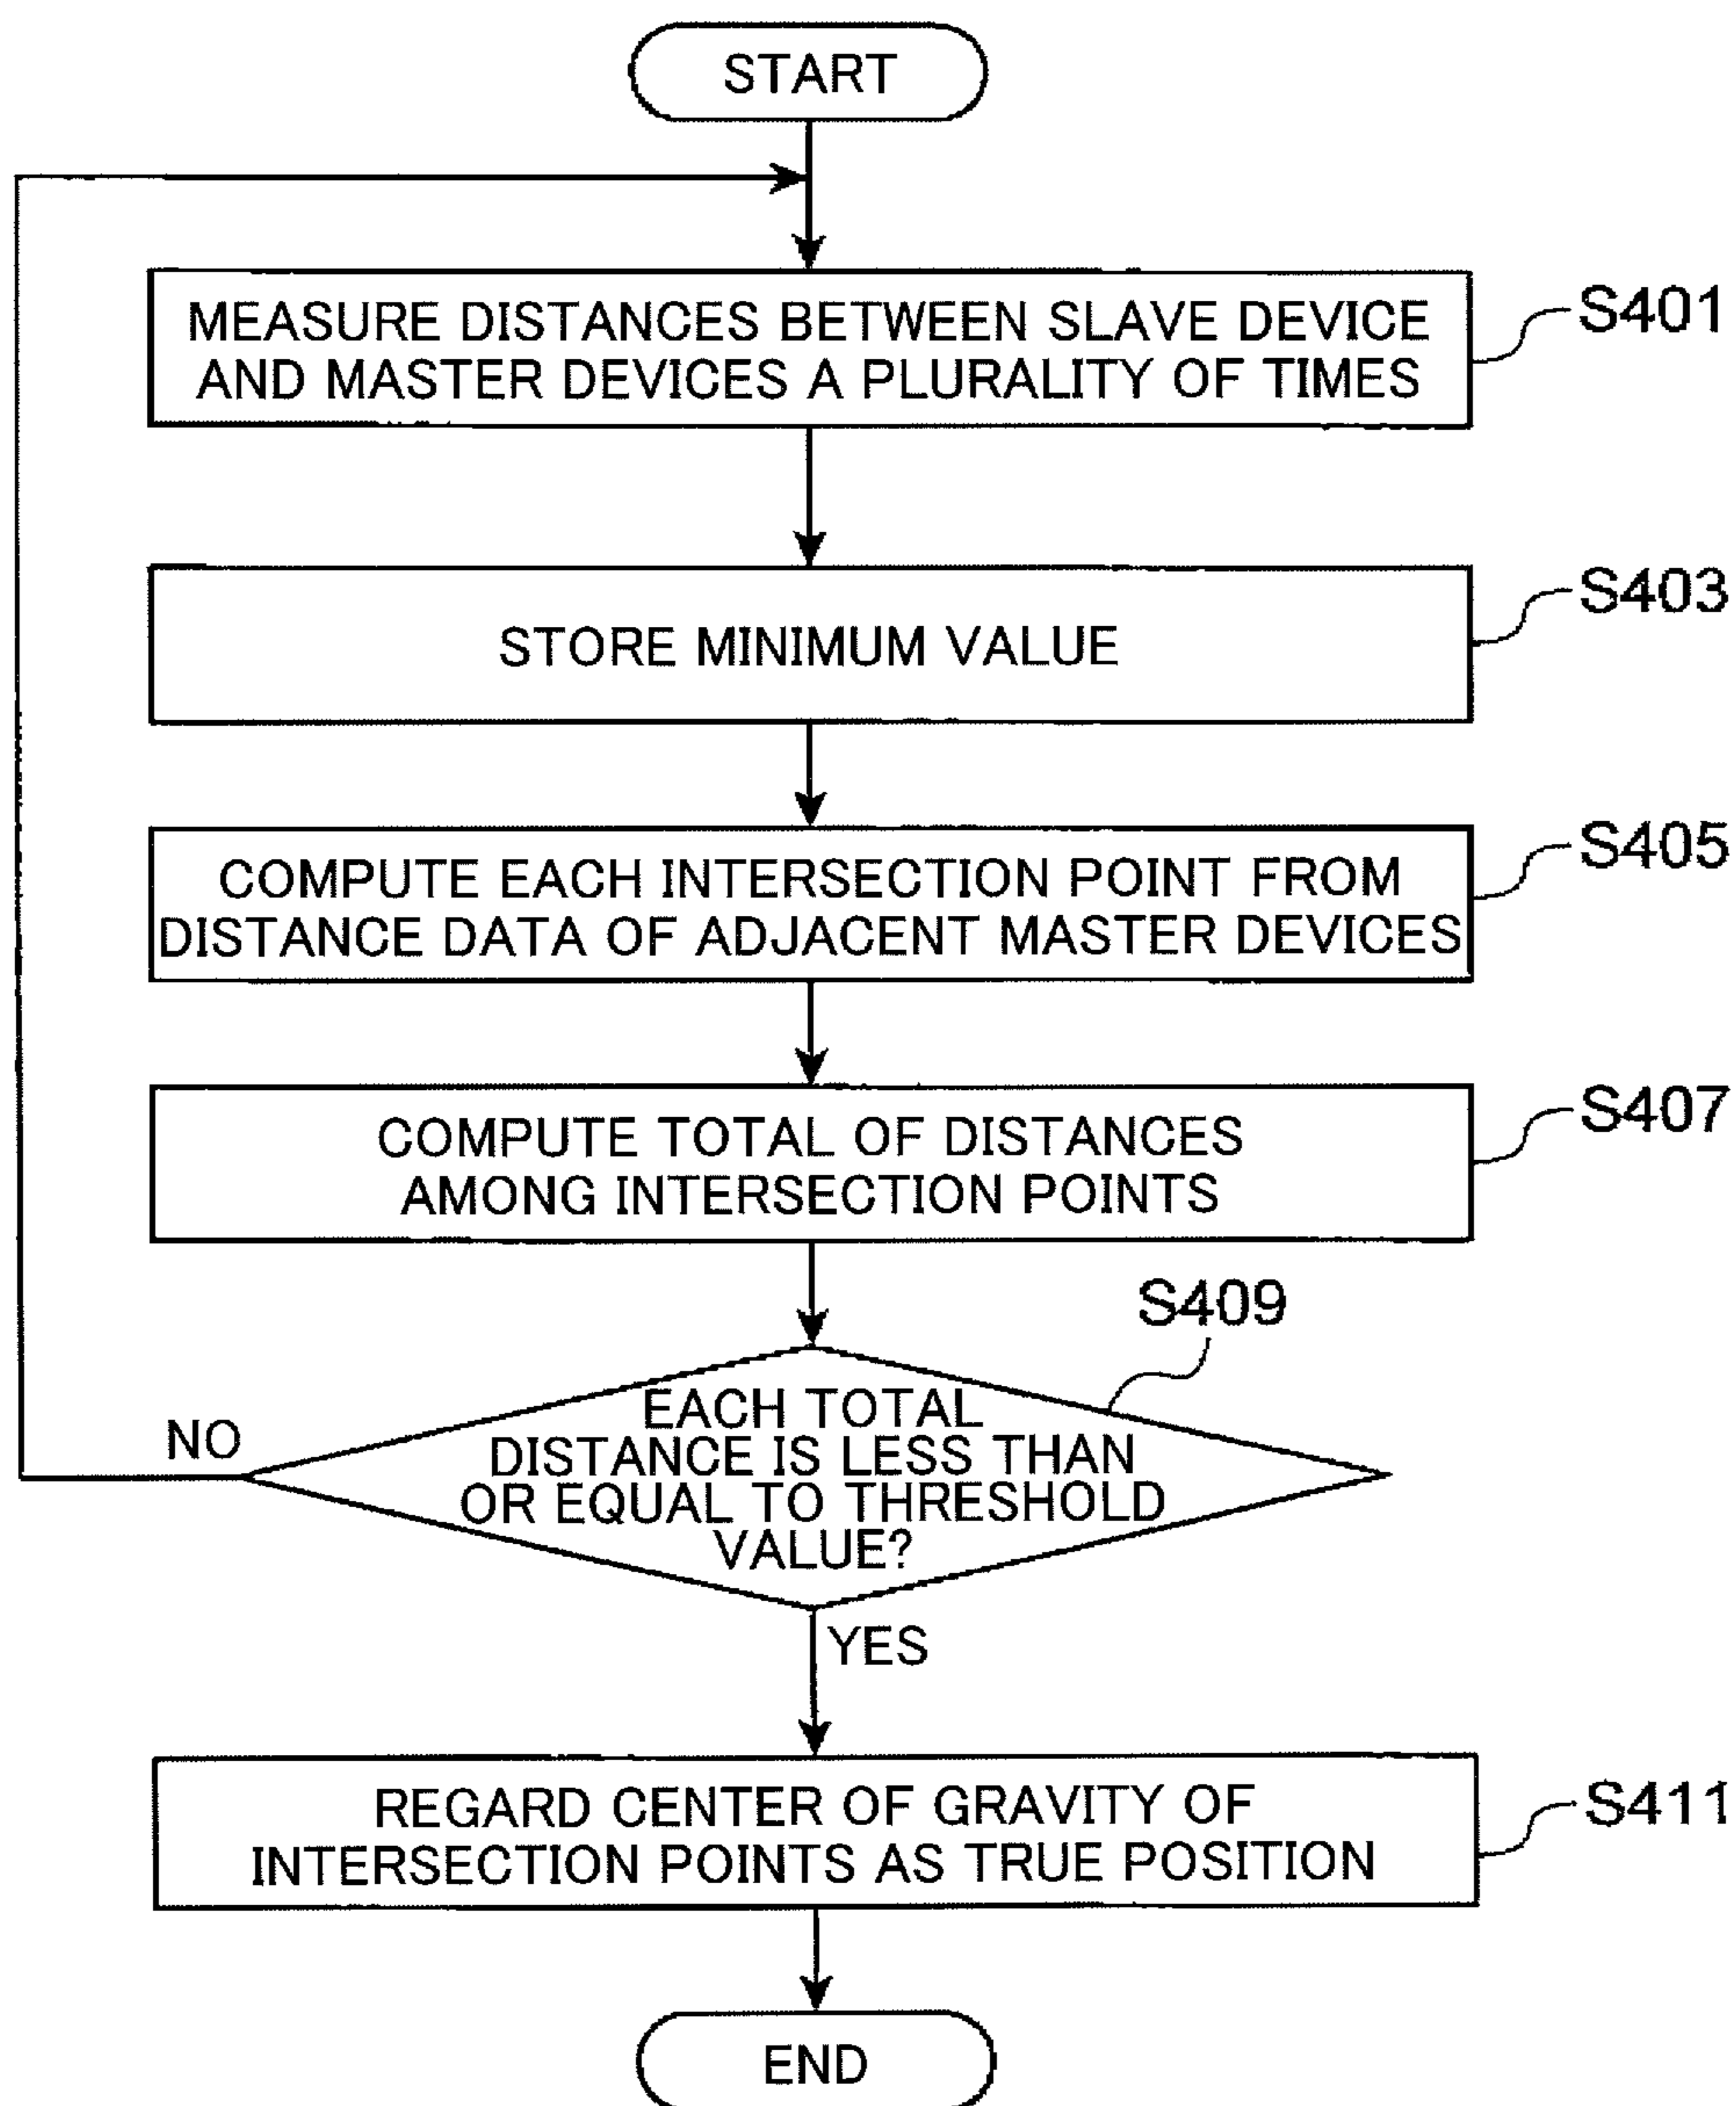 START
MEASURE DISTANCES BETWEEN SLAVE DEVICE
AND MASTER DEVICES A PLURALITY OF TIMES
S401
STORE MINIMUM VALUE
S403
COMPUTE EACH INTERSECTION POINT FROM
DISTANCE DATA OF ADJACENT MASTER DEVICES
S405
COMPUTE TOTAL OF DISTANCES
AMONG INTERSECTION POINTS
S407
S409
EACH TOTAL
DISTANCE IS LESS THAN
OR EQUAL TO THRESHOLD
VALUE?
NO
YES
REGARD CENTER OF GRAVITY OF
INTERSECTION POINTS AS TRUE POSITION
S411
END